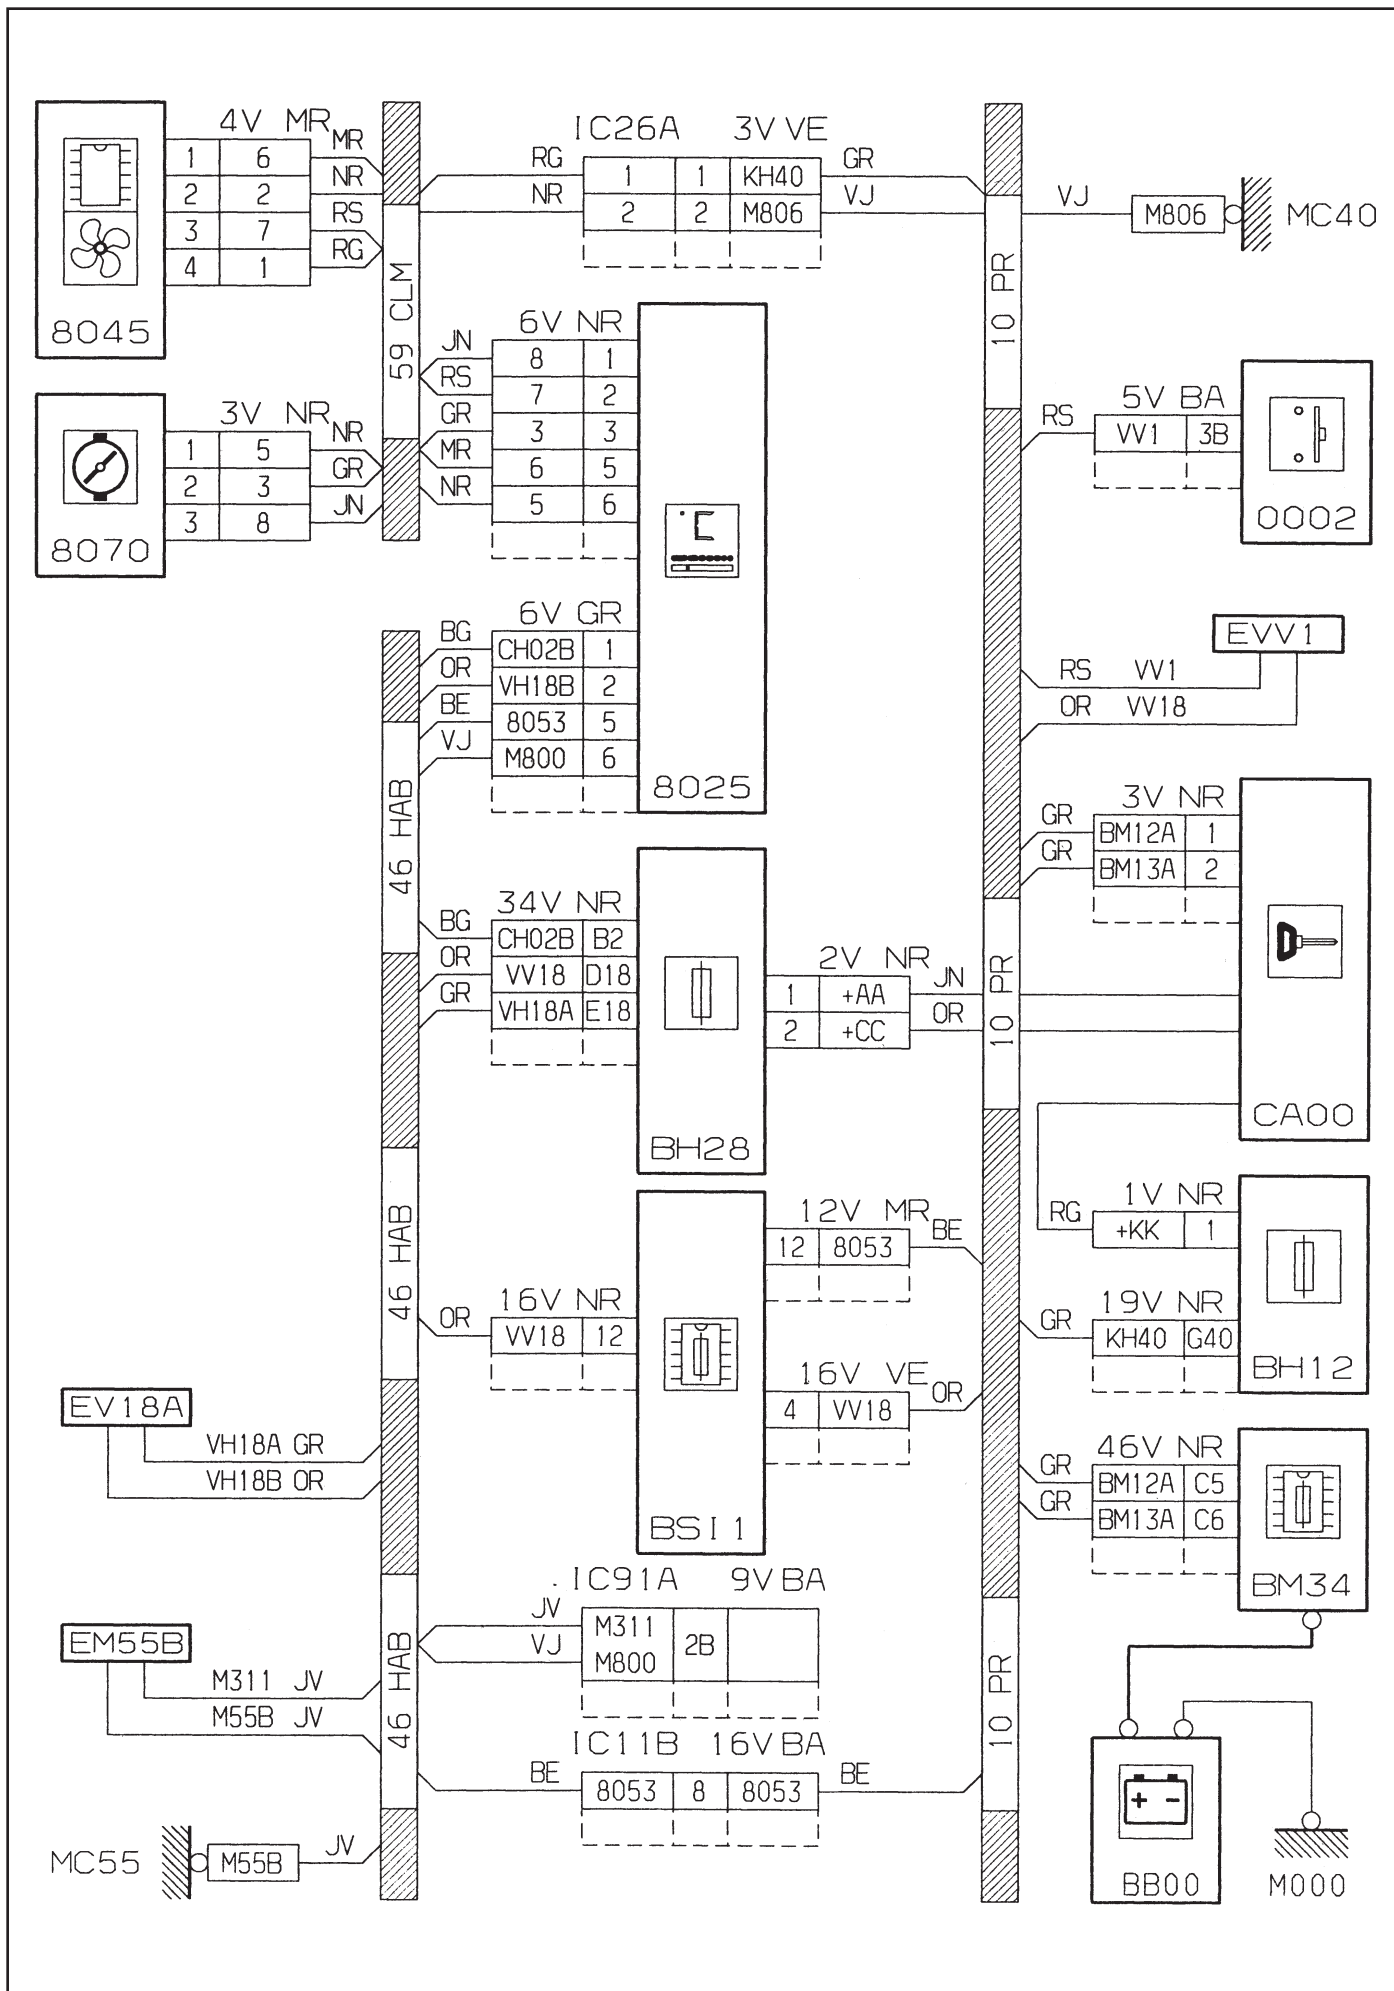 4V MR
1 6 MR
2 2 NR
3 7 RS
4 1 RG
8045
3V NR
1 5 NR
2 3 GR
3 8 JN
8070
59 CLM
IC26A 3V VE
RG 1 1 KH40 GR
NR 2 2 M806 VJ
10 PR
VJ M806 MC40
6V NR
JN 8 1
RS 7 2
GR 3 3
MR 6 5
NR 5 6
°C
6V GR
BG CH02B 1
OR VH18B 2
BE 8053 5
VJ M800 6
8025
5V BA
RS VV1 3B
0002
EVV1
RS VV1
OR VV18
46 HAB
34V NR
BG CH02B B2
OR VV18 D18
GR VH18A E18
BH28
2V NR
1 +AA JN
2 +CC OR
10 PR
3V NR
GR BM12A 1
GR BM13A 2
CA00
1V NR
RG +KK 1
19V NR
GR KH40 G40
BH12
46 HAB
16V NR
OR VV18 12
12V MR
12 8053 BE
16V VE
4 VV18 OR
BSI1
46V NR
GR BM12A C5
GR BM13A C6
BM34
EV18A
VH18A GR
VH18B OR
EM55B
M311 JV
M55B JV
46 HAB
IC91A 9V BA
JV M311
VJ M800
2B
IC11B 16V BA
BE 8053 8 8053 BE
10 PR
MC55 M55B JV
+ -
BB00
M000